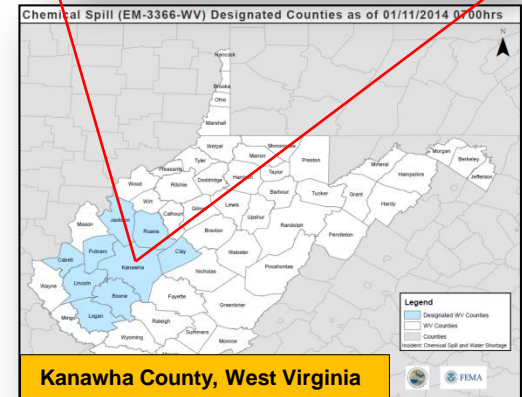 Chemical Spill (EM-3366-WV) Designated Counties as of 01/11/2014 0700hrs
N
Hancock
Brooke
Ohio
Marshall
Wetzel
Monongalia
Marion
Preston
Morgan
Berkeley
Jefferson
Tyler
Pleasants
Harrison
Taylor
Mineral
Hampshire
Wood
Ritchie
Doddridge
Barbour
Tucker
Grant
Hardy
Wirt
Calhoun
Gilmer
Lewis
Upshur
Randolph
Pendleton
Mason
Jackson
Roane
Braxton
Webster
Putnam
Clay
Cabell
Kanawha
Nicholas
Pocahontas
Wayne
Lincoln
Boone
Fayette
Greenbrier
Logan
Mingo
Raleigh
Summers
Wyoming
Monroe
Legend
Designated WV Counties
WV Counties
Counties
Incident: Chemical Spill and Water Shortage
FEMA
Kanawha County, West Virginia